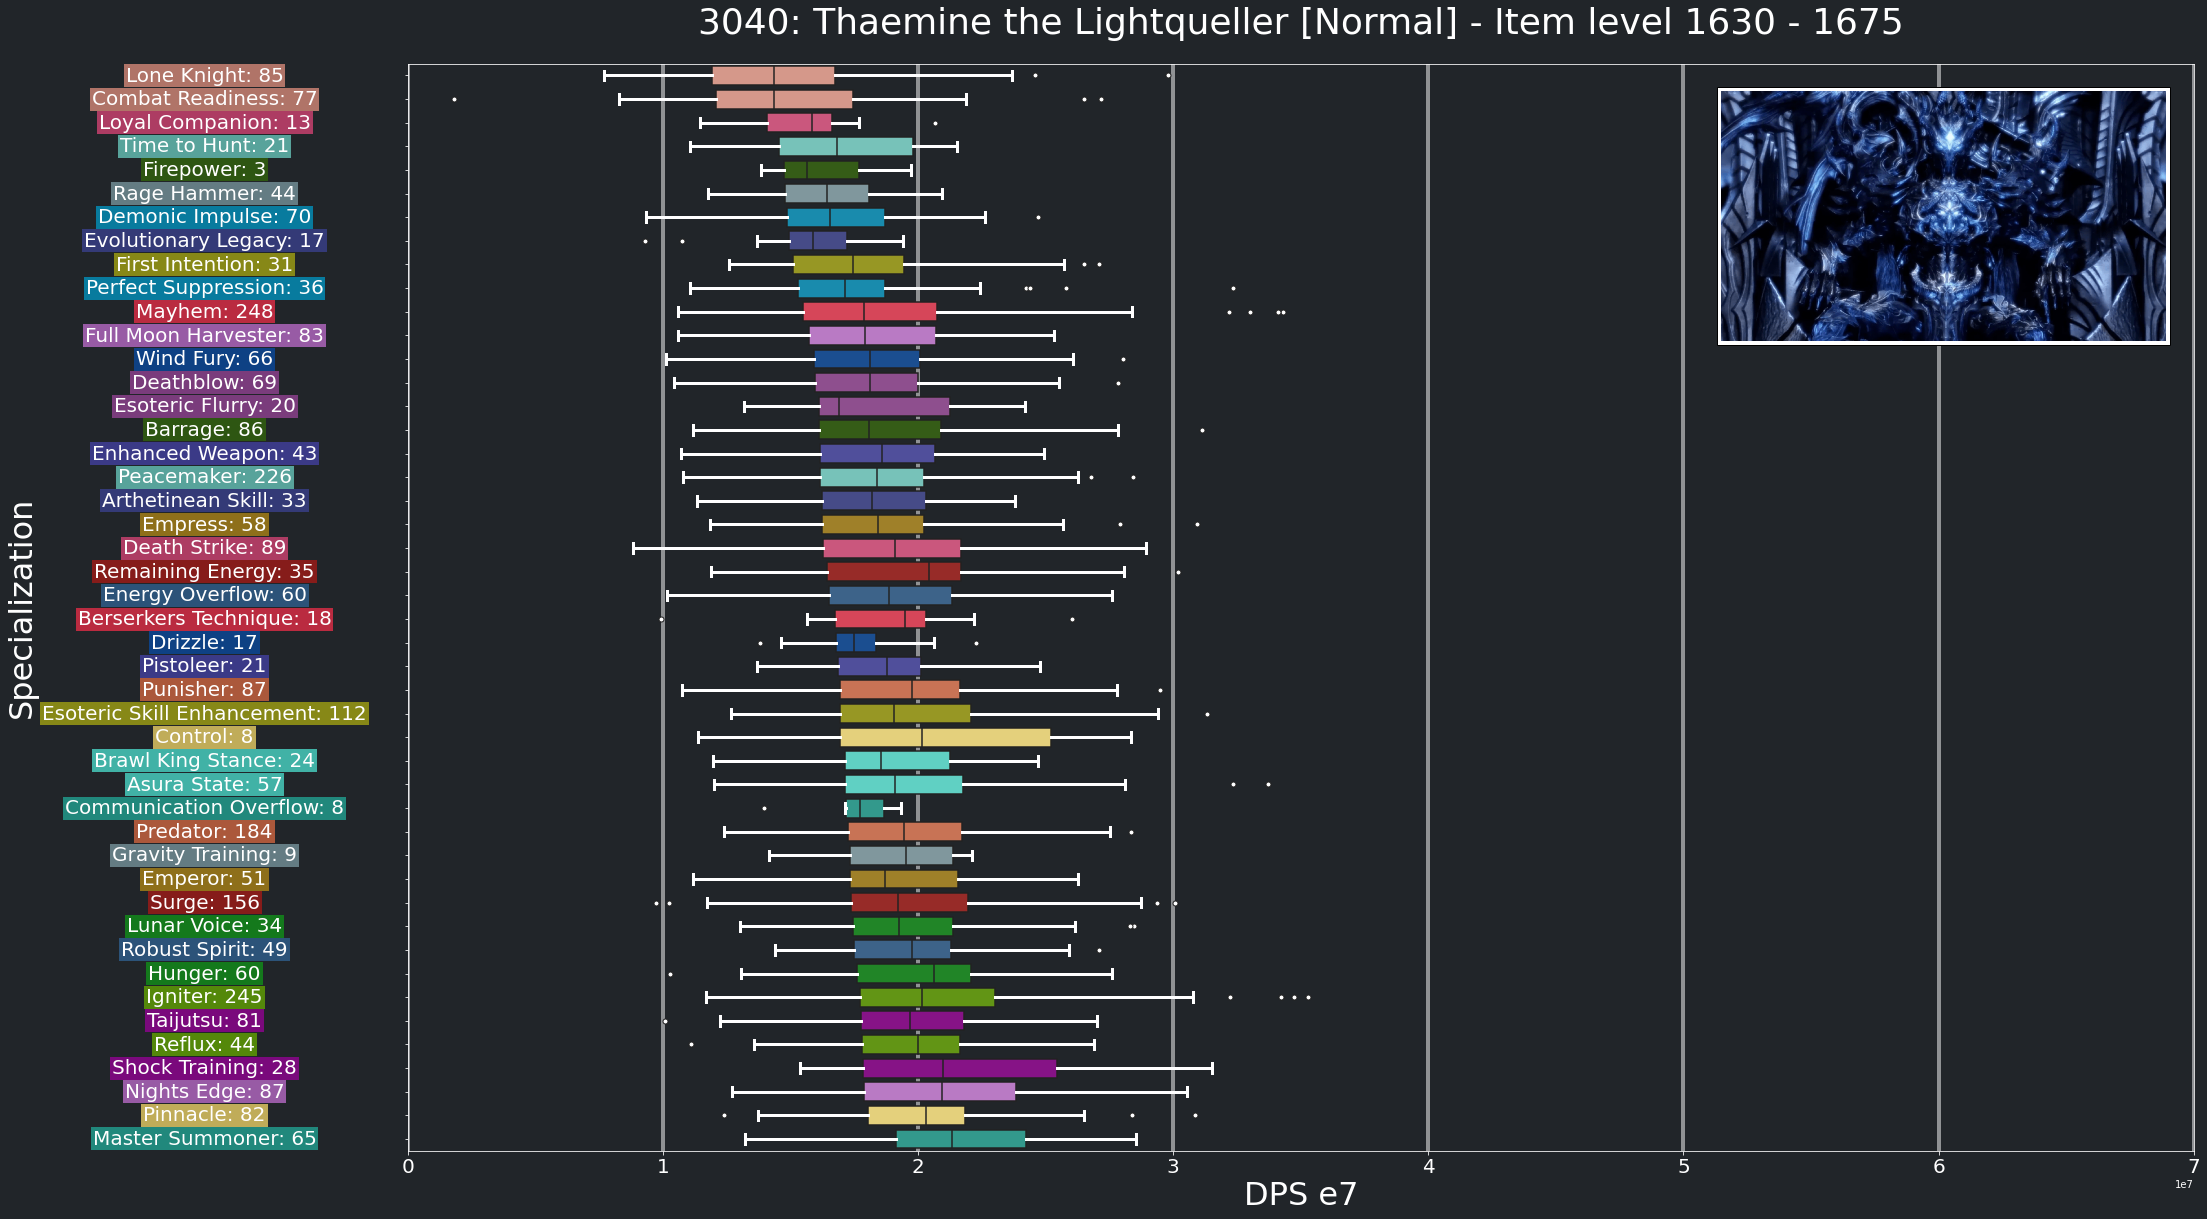 3040: Thaemine the Lightqueller [Normal] - Item level 1630 - 1675
Specialization
Lone Knight: 85
Combat Readiness: 77
Loyal Companion: 13
Time to Hunt: 21
Firepower: 3
Rage Hammer: 44
Demonic Impulse: 70
Evolutionary Legacy: 17
First Intention: 31
Perfect Suppression: 36
Mayhem: 248
Full Moon Harvester: 83
Wind Fury: 66
Deathblow: 69
Esoteric Flurry: 20
Barrage: 86
Enhanced Weapon: 43
Peacemaker: 226
Arthetinean Skill: 33
Empress: 58
Death Strike: 89
Remaining Energy: 35
Energy Overflow: 60
Berserkers Technique: 18
Drizzle: 17
Pistoleer: 21
Punisher: 87
Esoteric Skill Enhancement: 112
Control: 8
Brawl King Stance: 24
Asura State: 57
Communication Overflow: 8
Predator: 184
Gravity Training: 9
Emperor: 51
Surge: 156
Lunar Voice: 34
Robust Spirit: 49
Hunger: 60
Igniter: 245
Taijutsu: 81
Reflux: 44
Shock Training: 28
Nights Edge: 87
Pinnacle: 82
Master Summoner: 65
0 1 2 3 4 5 6 7
1e7
DPS e7